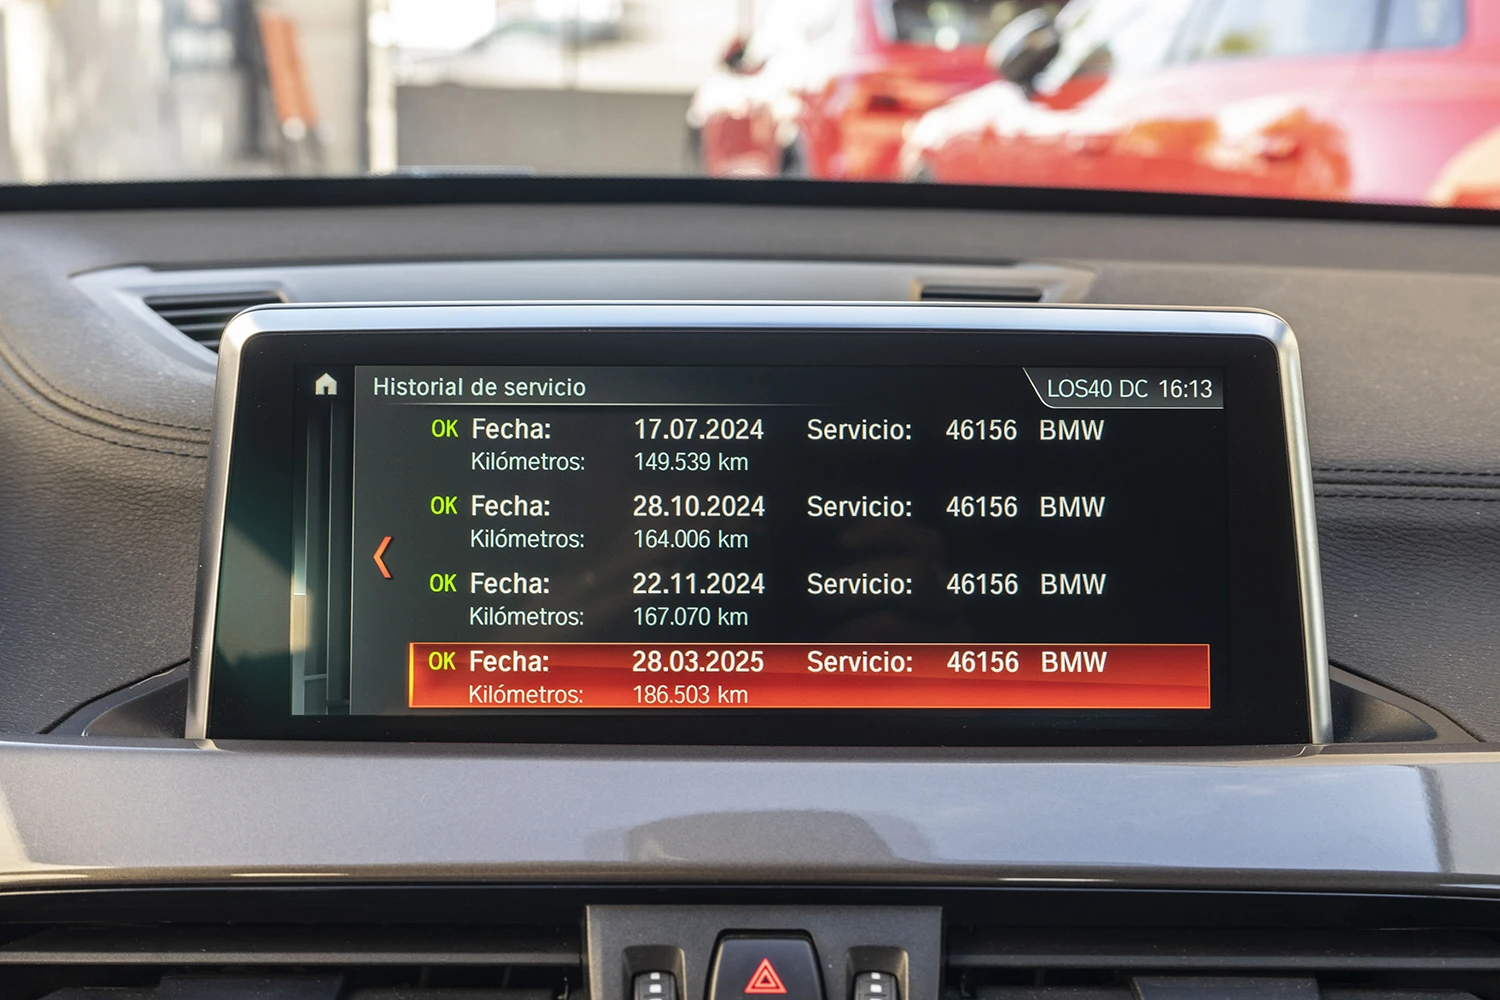 Historial de servicio
LOS40 DC 16:13
OK Fecha: 17.07.2024 Servicio: 46156 BMW
Kilómetros: 149.539 km
OK Fecha: 28.10.2024 Servicio: 46156 BMW
Kilómetros: 164.006 km
OK Fecha: 22.11.2024 Servicio: 46156 BMW
Kilómetros: 167.070 km
OK Fecha: 28.03.2025 Servicio: 46156 BMW
Kilómetros: 186.503 km